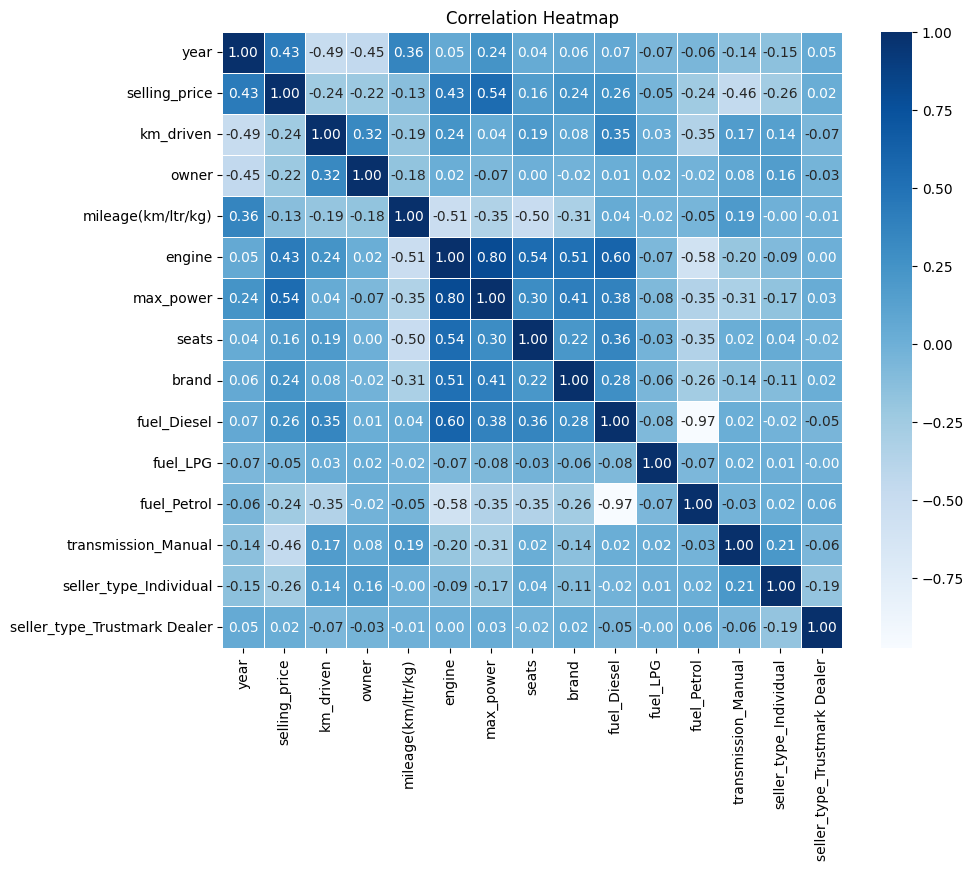 Correlation Heatmap
year 1.00 0.43 -0.49 -0.45 0.36 0.05 0.24 0.04 0.06 0.07 -0.07 -0.06 -0.14 -0.15 0.05
selling_price 0.43 1.00 -0.24 -0.22 -0.13 0.43 0.54 0.16 0.24 0.26 -0.05 -0.24 -0.46 -0.26 0.02
km_driven -0.49 -0.24 1.00 0.32 -0.19 0.24 0.04 0.19 0.08 0.35 0.03 -0.35 0.17 0.14 -0.07
owner -0.45 -0.22 0.32 1.00 -0.18 0.02 -0.07 0.00 -0.02 0.01 0.02 -0.02 0.08 0.16 -0.03
mileage(km/ltr/kg) 0.36 -0.13 -0.19 -0.18 1.00 -0.51 -0.35 -0.50 -0.31 0.04 -0.02 -0.05 0.19 -0.00 -0.01
engine 0.05 0.43 0.24 0.02 -0.51 1.00 0.80 0.54 0.51 0.60 -0.07 -0.58 -0.20 -0.09 0.00
max_power 0.24 0.54 0.04 -0.07 -0.35 0.80 1.00 0.30 0.41 0.38 -0.08 -0.35 -0.31 -0.17 0.03
seats 0.04 0.16 0.19 0.00 -0.50 0.54 0.30 1.00 0.22 0.36 -0.03 -0.35 0.02 0.04 -0.02
brand 0.06 0.24 0.08 -0.02 -0.31 0.51 0.41 0.22 1.00 0.28 -0.06 -0.26 -0.14 -0.11 0.02
fuel_Diesel 0.07 0.26 0.35 0.01 0.04 0.60 0.38 0.36 0.28 1.00 -0.08 -0.97 0.02 -0.02 -0.05
fuel_LPG -0.07 -0.05 0.03 0.02 -0.02 -0.07 -0.08 -0.03 -0.06 -0.08 1.00 -0.07 0.02 0.01 -0.00
fuel_Petrol -0.06 -0.24 -0.35 -0.02 -0.05 -0.58 -0.35 -0.35 -0.26 -0.97 -0.07 1.00 -0.03 0.02 0.06
transmission_Manual -0.14 -0.46 0.17 0.08 0.19 -0.20 -0.31 0.02 -0.14 0.02 0.02 -0.03 1.00 0.21 -0.06
seller_type_Individual -0.15 -0.26 0.14 0.16 -0.00 -0.09 -0.17 0.04 -0.11 -0.02 0.01 0.02 0.21 1.00 -0.19
seller_type_Trustmark Dealer 0.05 0.02 -0.07 -0.03 -0.01 0.00 0.03 -0.02 0.02 -0.05 -0.00 0.06 -0.06 -0.19 1.00
year
selling_price
km_driven
owner
mileage(km/ltr/kg)
engine
max_power
seats
brand
fuel_Diesel
fuel_LPG
fuel_Petrol
transmission_Manual
seller_type_Individual
seller_type_Trustmark Dealer
1.00
0.75
0.50
0.25
0.00
−0.25
−0.50
−0.75